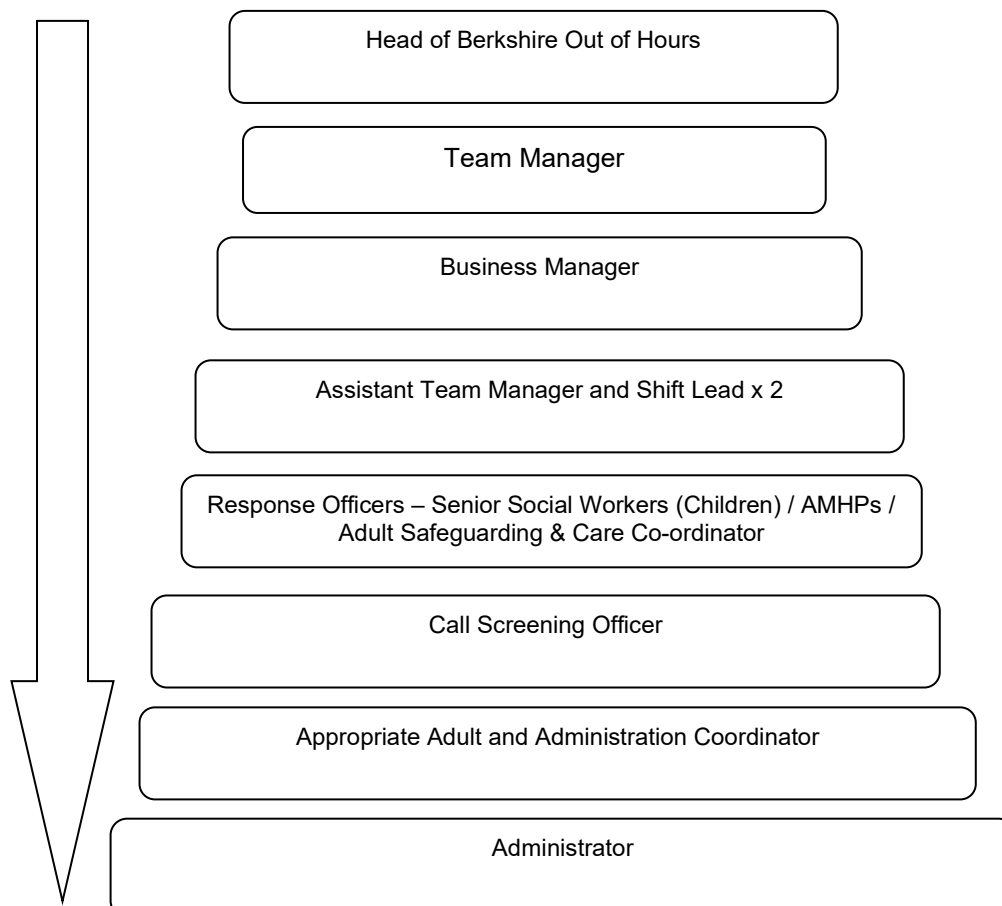 Head of Berkshire Out of Hours
Team Manager
Business Manager
Assistant Team Manager and Shift Lead x 2
Response Officers – Senior Social Workers (Children) / AMHPs /
Adult Safeguarding & Care Co-ordinator
Call Screening Officer
Appropriate Adult and Administration Coordinator
Administrator